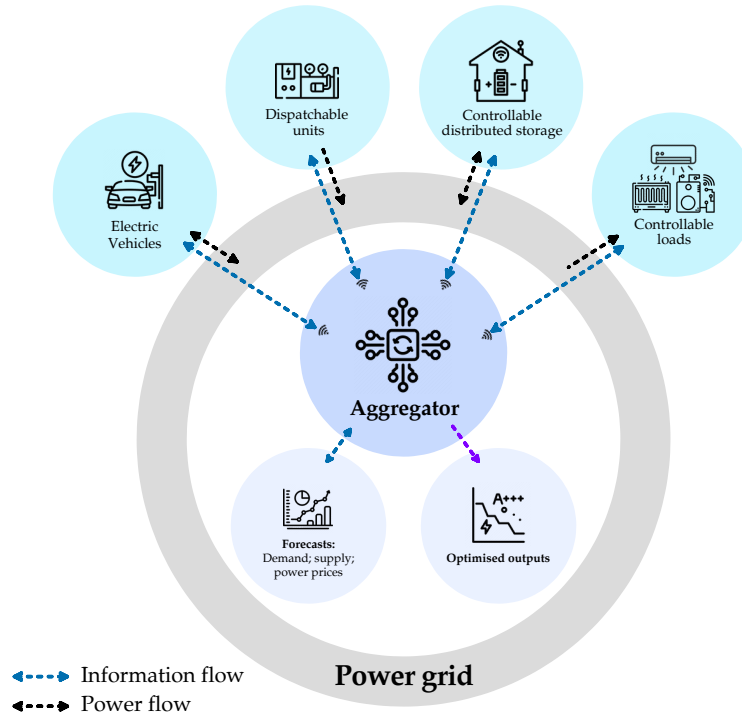 Dispatchable
units
Controllable
distributed storage
Electric
Vehicles
Controllable
loads
Aggregator
Forecasts:
Demand; supply;
power prices
A+++
Optimised outputs
Power grid
Information flow
Power flow